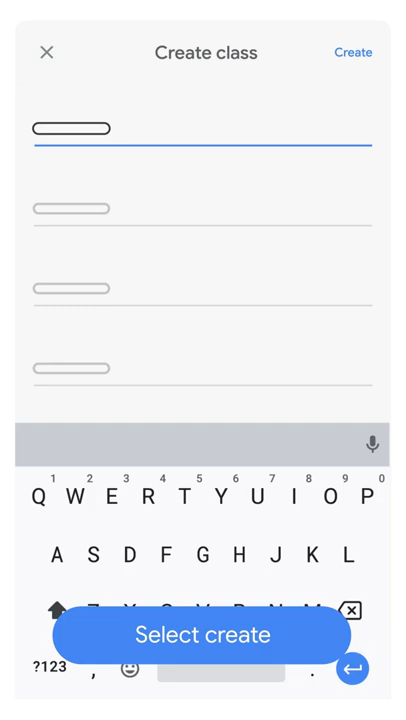 Create class
Create
1 2 3 4 5 6 7 8 9 0
Q W E R T Y U I O P
A S D F G H J K L
Select create
?123 , .